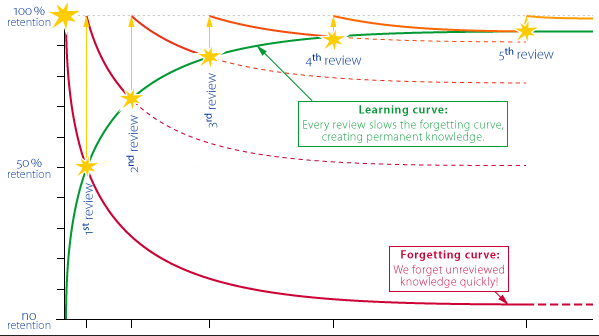 100 %
retention
50 %
retention
no
retention
1st review
2nd review
3rd review
4th review
5th review
Learning curve:
Every review slows the forgetting curve,
creating permanent knowledge.
Forgetting curve:
We forget unreviewed
knowledge quickly!